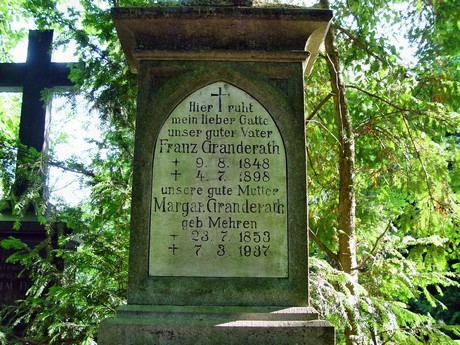 Hier † ruht
mein lieber Gatte
unser guter Vater
Franz Granderath
† 9. 8. 1848
† 4. 7. 1898
unsere gute Mutter
Margar. Granderath
geb Mehren
† 23. 7. 1853
† 7. 3. 1937